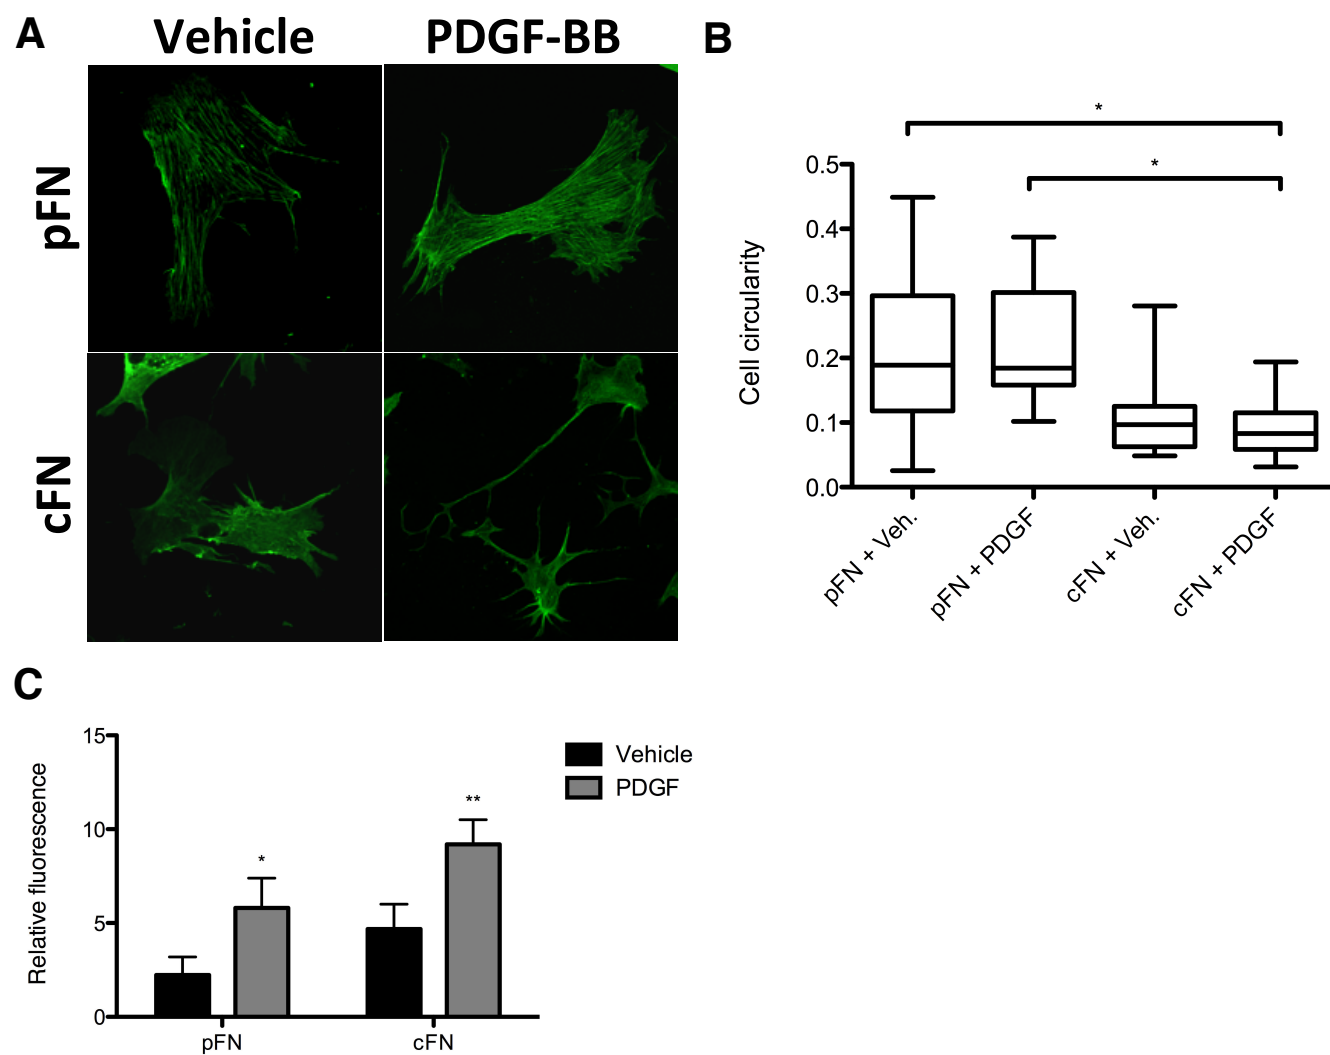 A
Vehicle
PDGF-BB
pFN
cFN
B
*
*
Cell circularity
0.5
0.4
0.3
0.2
0.1
0.0
pFN + Veh.
pFN + PDGF
cFN + Veh.
cFN + PDGF
C
Relative fluorescence
15
10
5
0
*
**
pFN
cFN
Vehicle
PDGF